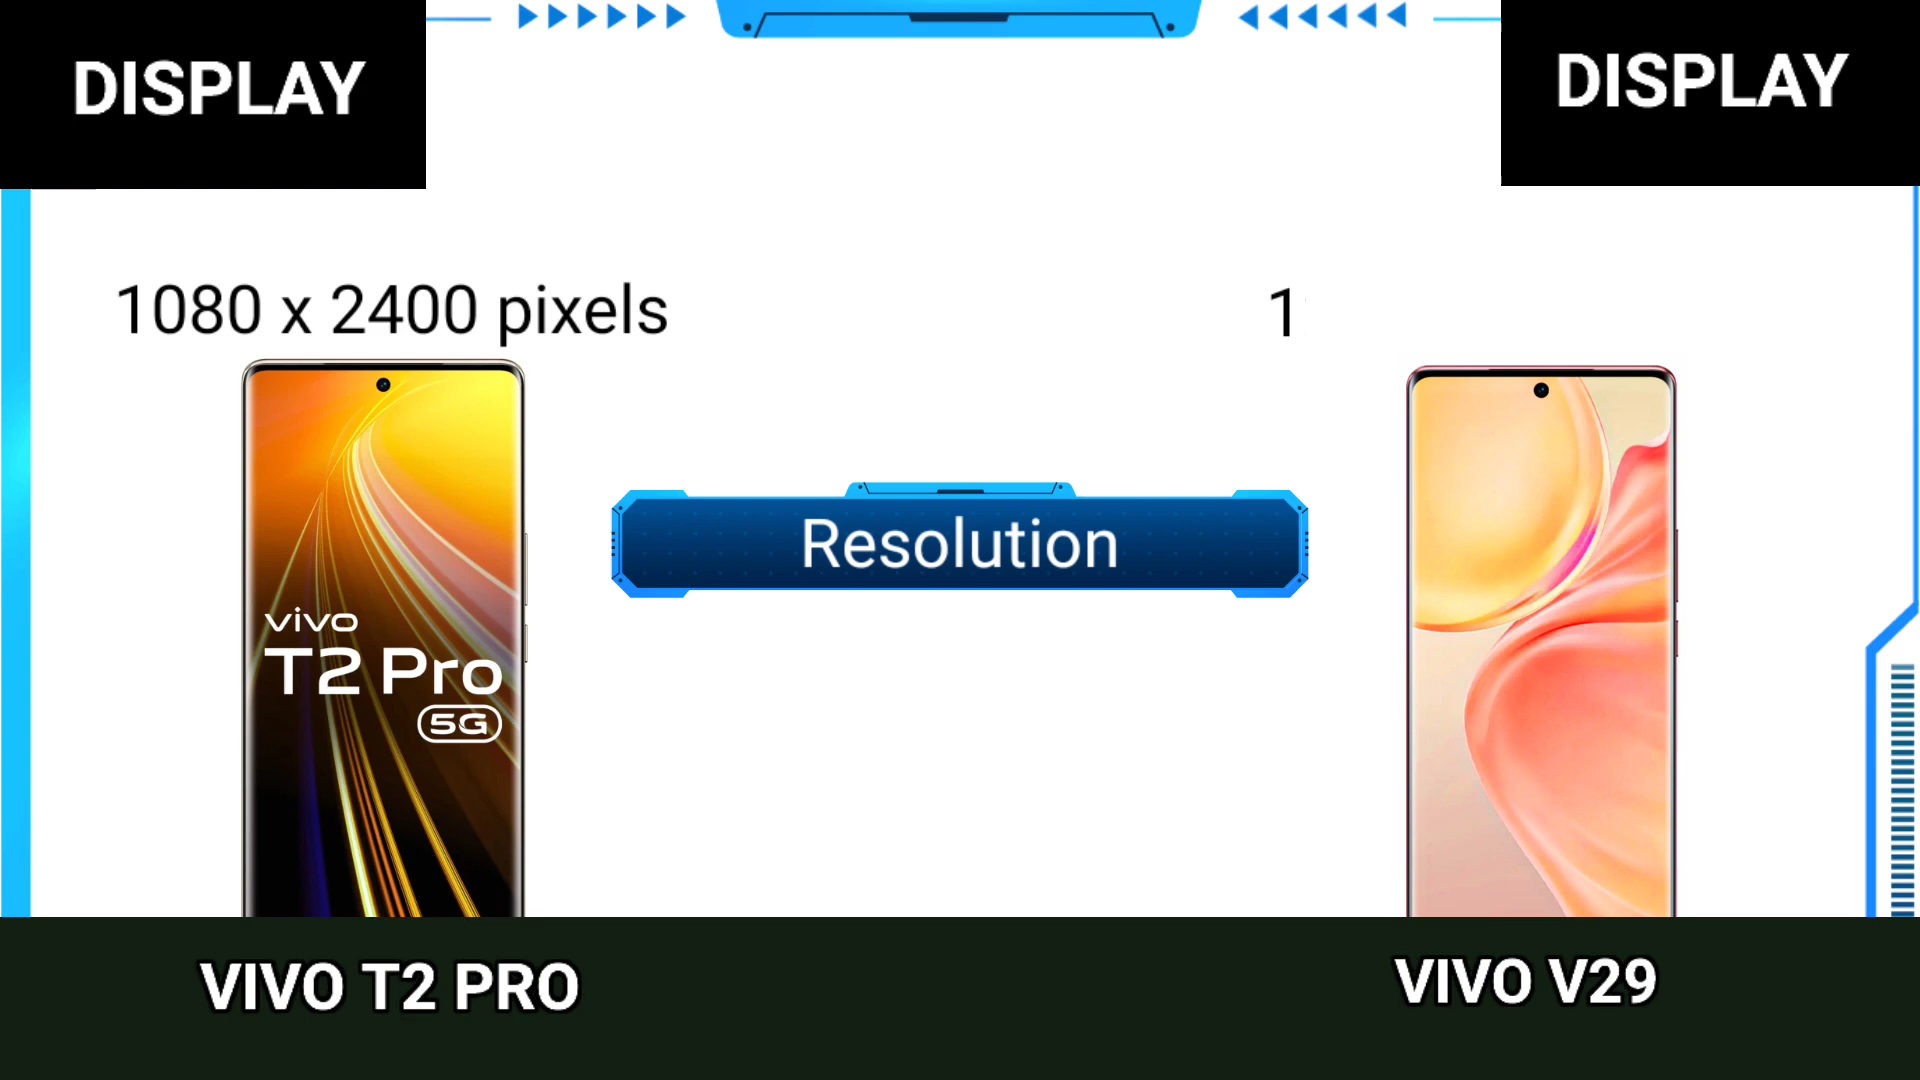 DISPLAY
DISPLAY
1080 x 2400 pixels
1
Resolution
vivo
T2 Pro
5G
VIVO T2 PRO
VIVO V29